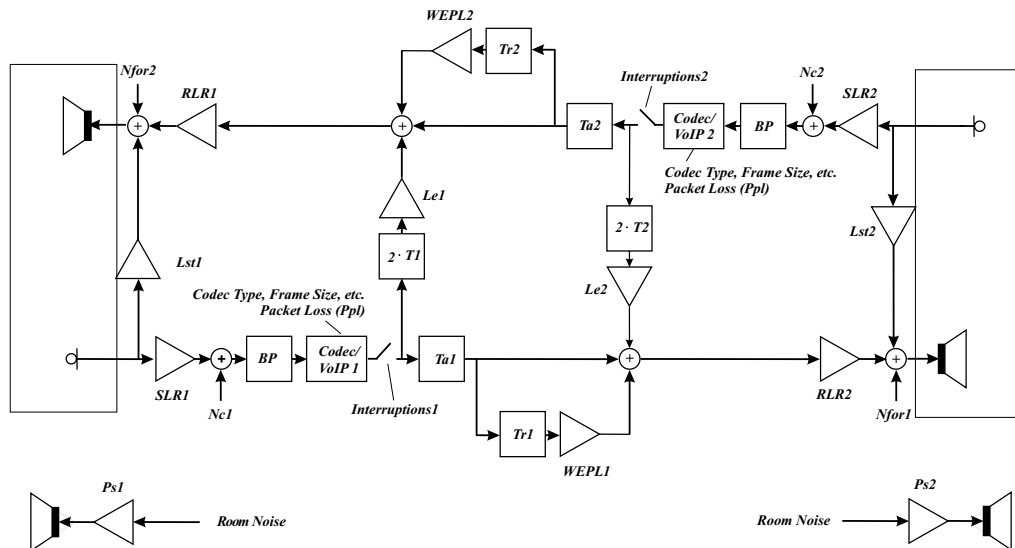 WEPL2
Tr2
Nfor2
RLR1
Interruptions2
Nc2
SLR2
Ta2
Codec/
VoIP 2
BP
Codec Type, Frame Size, etc.
Packet Loss (Ppl)
Le1
2 · T1
2 · T2
Lst2
Lst1
Le2
Codec Type, Frame Size, etc.
Packet Loss (Ppl)
BP
Codec/
VoIP 1
Ta1
SLR1
Nc1
Interruptions1
RLR2
Nfor1
Tr1
WEPL1
Ps1
Room Noise
Ps2
Room Noise